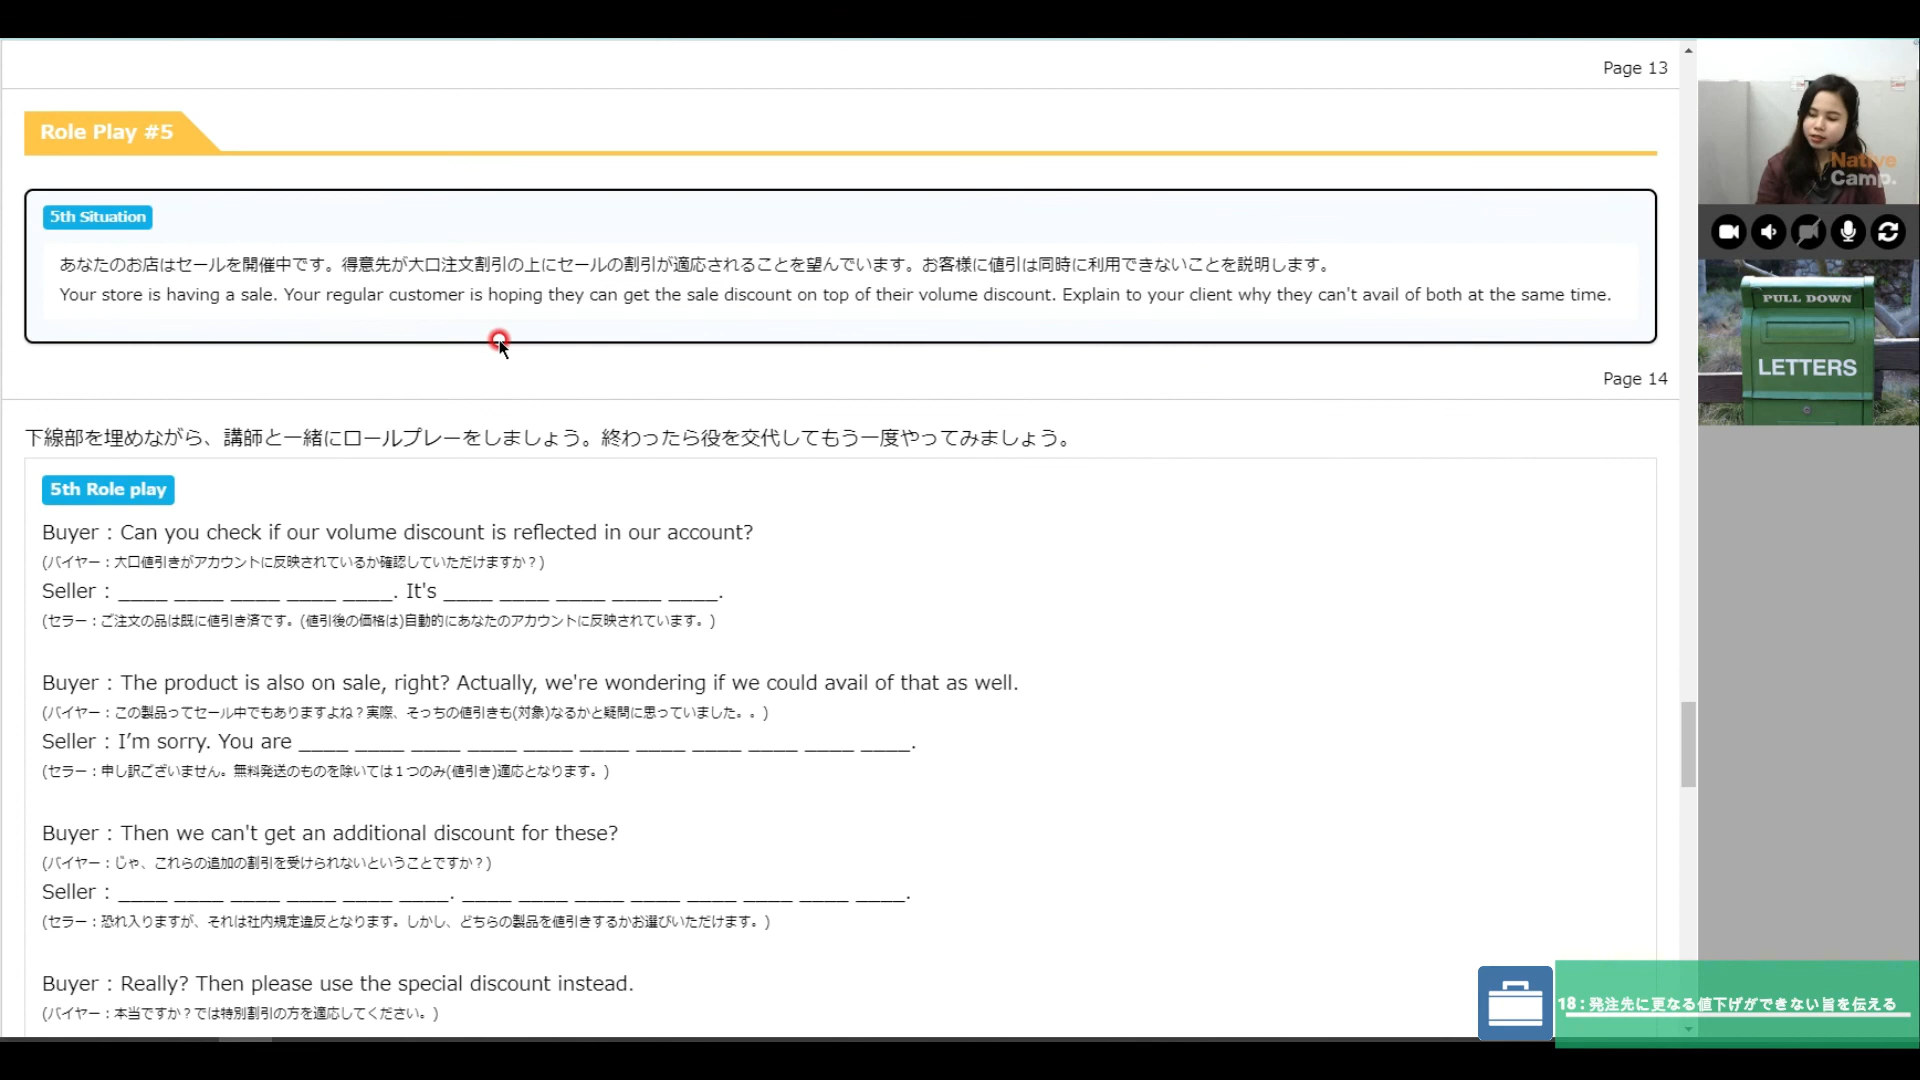 Page 13
Role Play #5
5th Situation
あなたのお店はセールを開催中です。得意先が大口注文割引の上にセールの割引が適応されることを望んでいます。お客様に値引は同時に利用できないことを説明します。
Your store is having a sale. Your regular customer is hoping they can get the sale discount on top of their volume discount. Explain to your client why they can't avail of both at the same time.
Page 14
下線部を埋めながら、講師と一緒にロールプレーをしましょう。終わったら役を交代してもう一度やってみましょう。
5th Role play
Buyer : Can you check if our volume discount is reflected in our account?
(バイヤー : 大口値引きがアカウントに反映されているか確認していただけますか？)
Seller : ____ ____ ____ ____ ____. It's ____ ____ ____ ____ ____.
(セラー : ご注文の品は既に値引き済です。(値引後の価格は)自動的にあなたのアカウントに反映されています。)
Buyer : The product is also on sale, right? Actually, we're wondering if we could avail of that as well.
(バイヤー : この製品ってセール中でもありますよね？実際、そっちの値引きも(対象)なるかと疑問に思っていました。。)
Seller : I’m sorry. You are ____ ____ ____ ____ ____ ____ ____ ____ ____ ____ ____.
(セラー : 申し訳ございません。無料発送のものを除いては１つのみ(値引き)適応となります。)
Buyer : Then we can't get an additional discount for these?
(バイヤー : じゃ、これらの追加の割引を受けられないということですか？)
Seller : ____ ____ ____ ____ ____ ____. ____ ____ ____ ____ ____ ____ ____ ____.
(セラー : 恐れ入りますが、それは社内規定違反となります。しかし、どちらの製品を値引きするかお選びいただけます。)
Buyer : Really? Then please use the special discount instead.
(バイヤー : 本当ですか？では特別割引の方を適応してください。)
Native
Camp.
PULL DOWN
LETTERS
18 : 発注先に更なる値下げができない旨を伝える